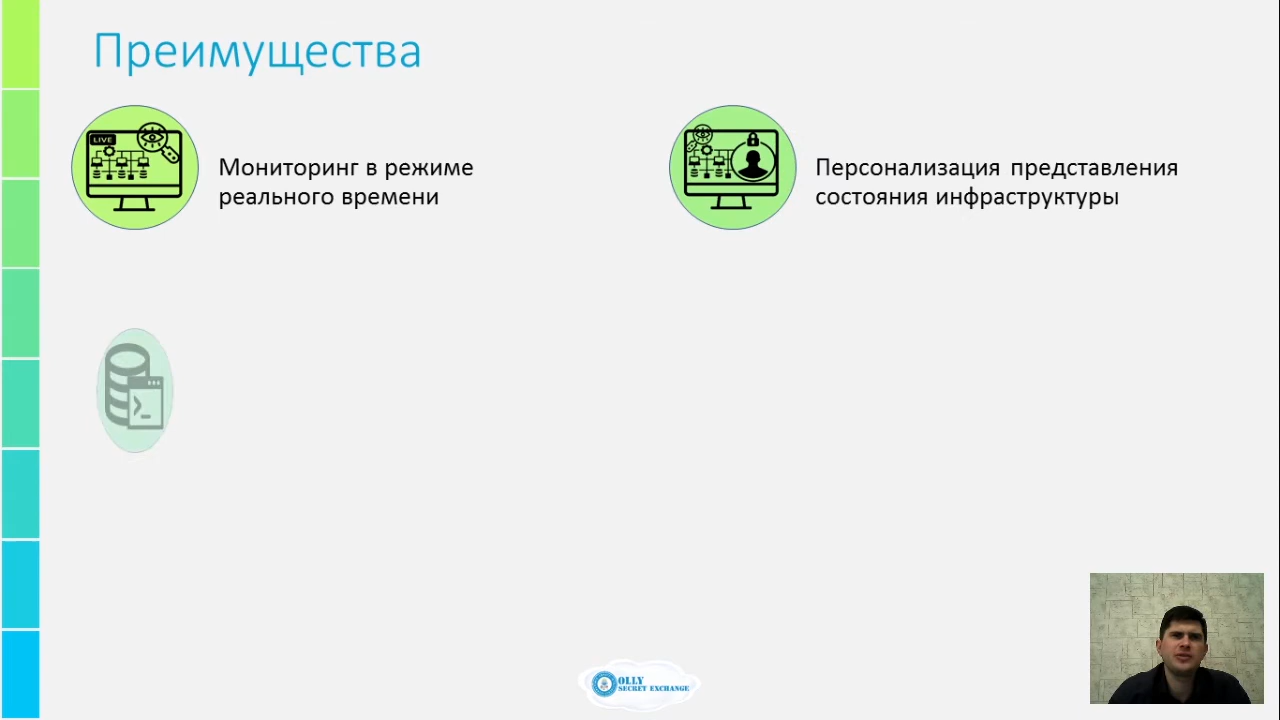 Преимущества
LIVE
Мониторинг в режиме
реального времени
Персонализация представления
состояния инфраструктуры
OLLY
SECRET EXCHANGE